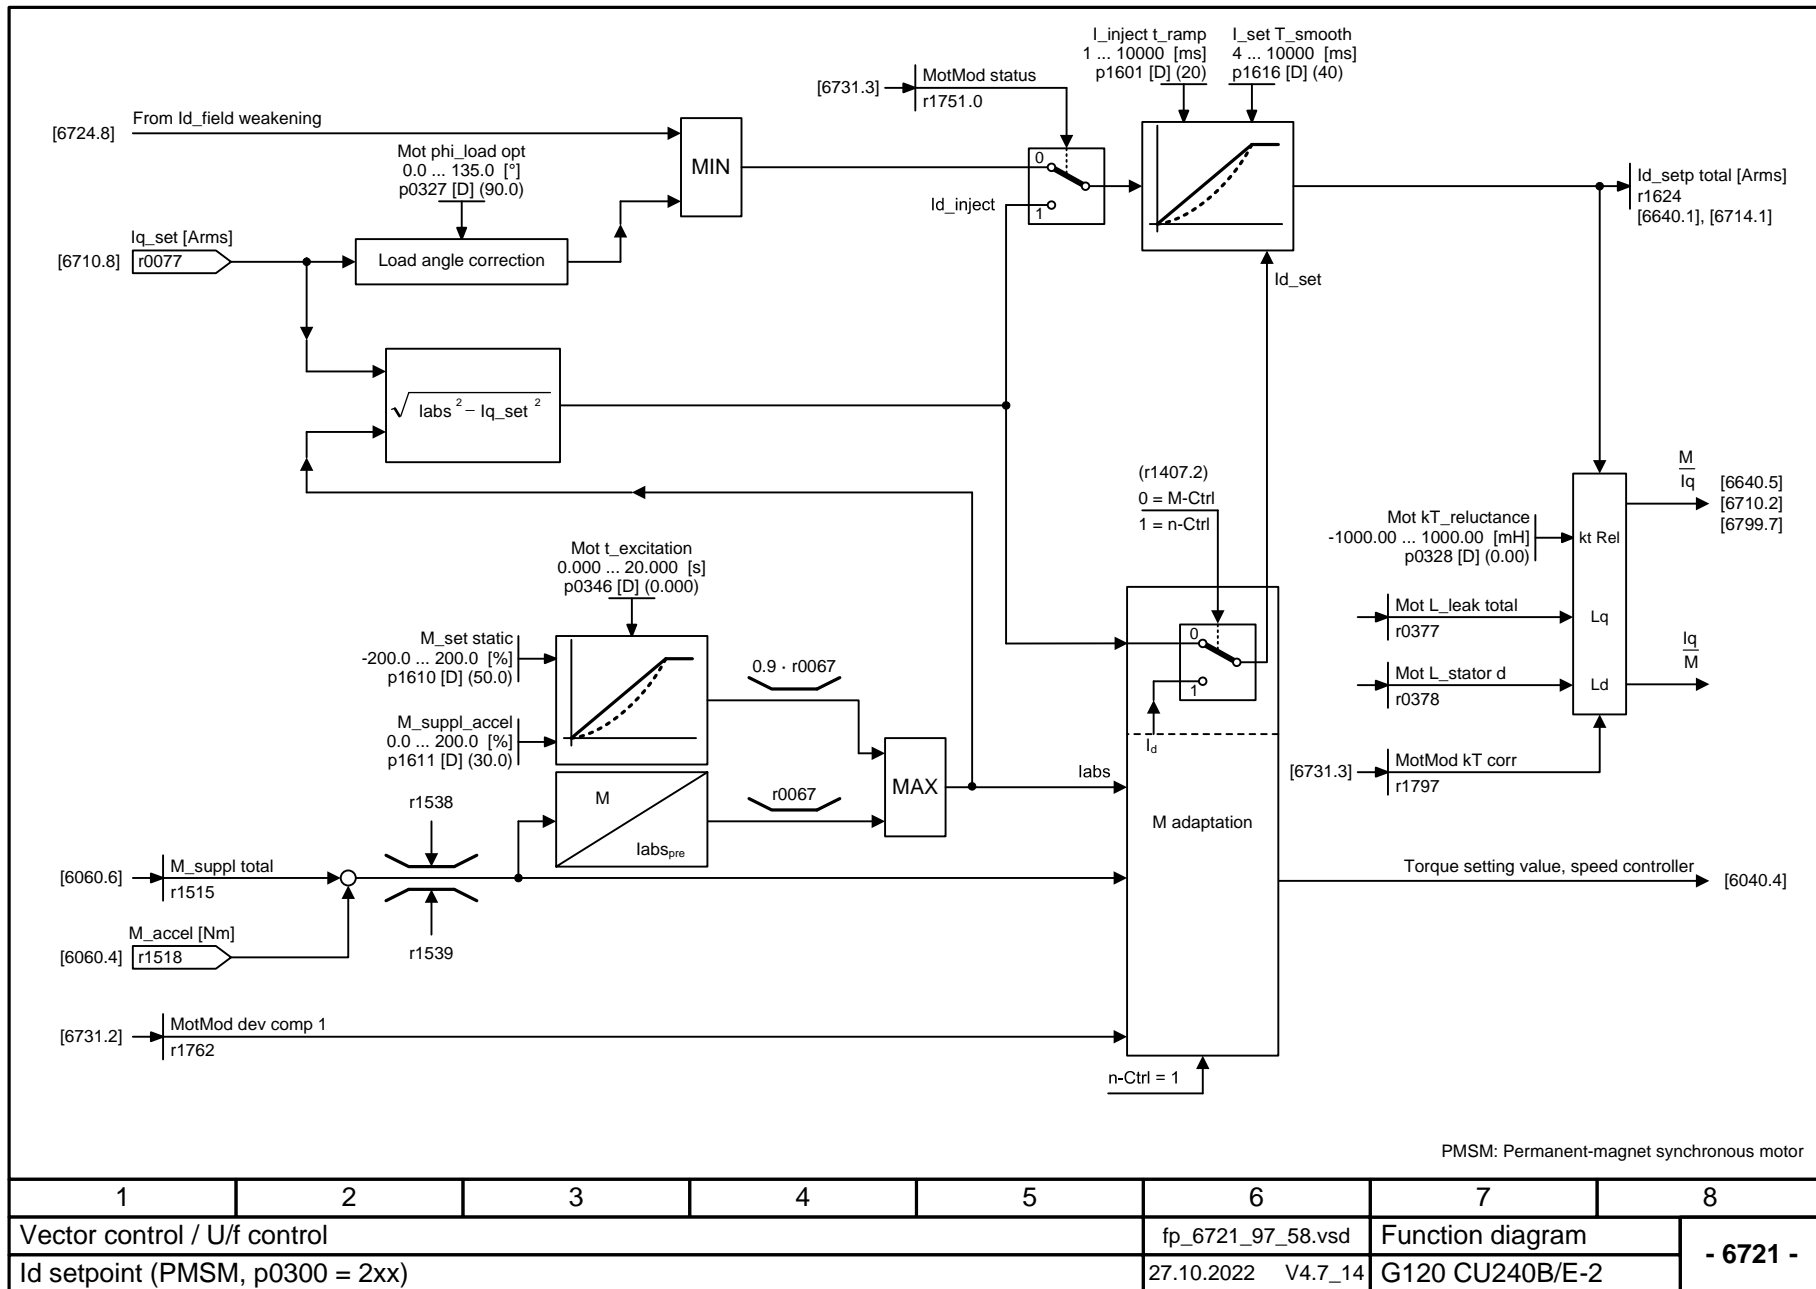 I_inject t_ramp
1 ... 10000 [ms]
p1601 [D] (20)
I_set T_smooth
4 ... 10000 [ms]
p1616 [D] (40)
[6731.3]
MotMod status
r1751.0
[6724.8]
From Id_field weakening
Mot phi_load opt
0.0 ... 135.0 [°]
p0327 [D] (90.0)
MIN
0
1
Id_inject
Id_setp total [Arms]
r1624
[6640.1], [6714.1]
Iq_set [Arms]
[6710.8]
r0077
Load angle correction
Id_set
√ Iabs ² – Iq_set ²
(r1407.2)
0 = M-Ctrl
1 = n-Ctrl
M
Iq
[6640.5]
[6710.2]
[6799.7]
Mot kT_reluctance
-1000.00 ... 1000.00 [mH]
p0328 [D] (0.00)
kt Rel
Mot t_excitation
0.000 ... 20.000 [s]
p0346 [D] (0.000)
Mot L_leak total
r0377
Lq
M_set static
-200.0 ... 200.0 [%]
p1610 [D] (50.0)
0.9 · r0067
0
1
Iq
M
Mot L_stator d
r0378
Ld
M_suppl_accel
0.0 ... 200.0 [%]
p1611 [D] (30.0)
Id
[6731.3]
MotMod kT corr
r1797
MAX
Iabs
r1538
M
Iabspre
r0067
M adaptation
[6060.6]
M_suppl total
r1515
Torque setting value, speed controller
[6040.4]
M_accel [Nm]
[6060.4]
r1518
r1539
[6731.2]
MotMod dev comp 1
r1762
n-Ctrl = 1
PMSM: Permanent-magnet synchronous motor
1 2 3 4 5 6 7 8
Vector control / U/f control
fp_6721_97_58.vsd
Function diagram
- 6721 -
Id setpoint (PMSM, p0300 = 2xx)
27.10.2022 V4.7_14
G120 CU240B/E-2